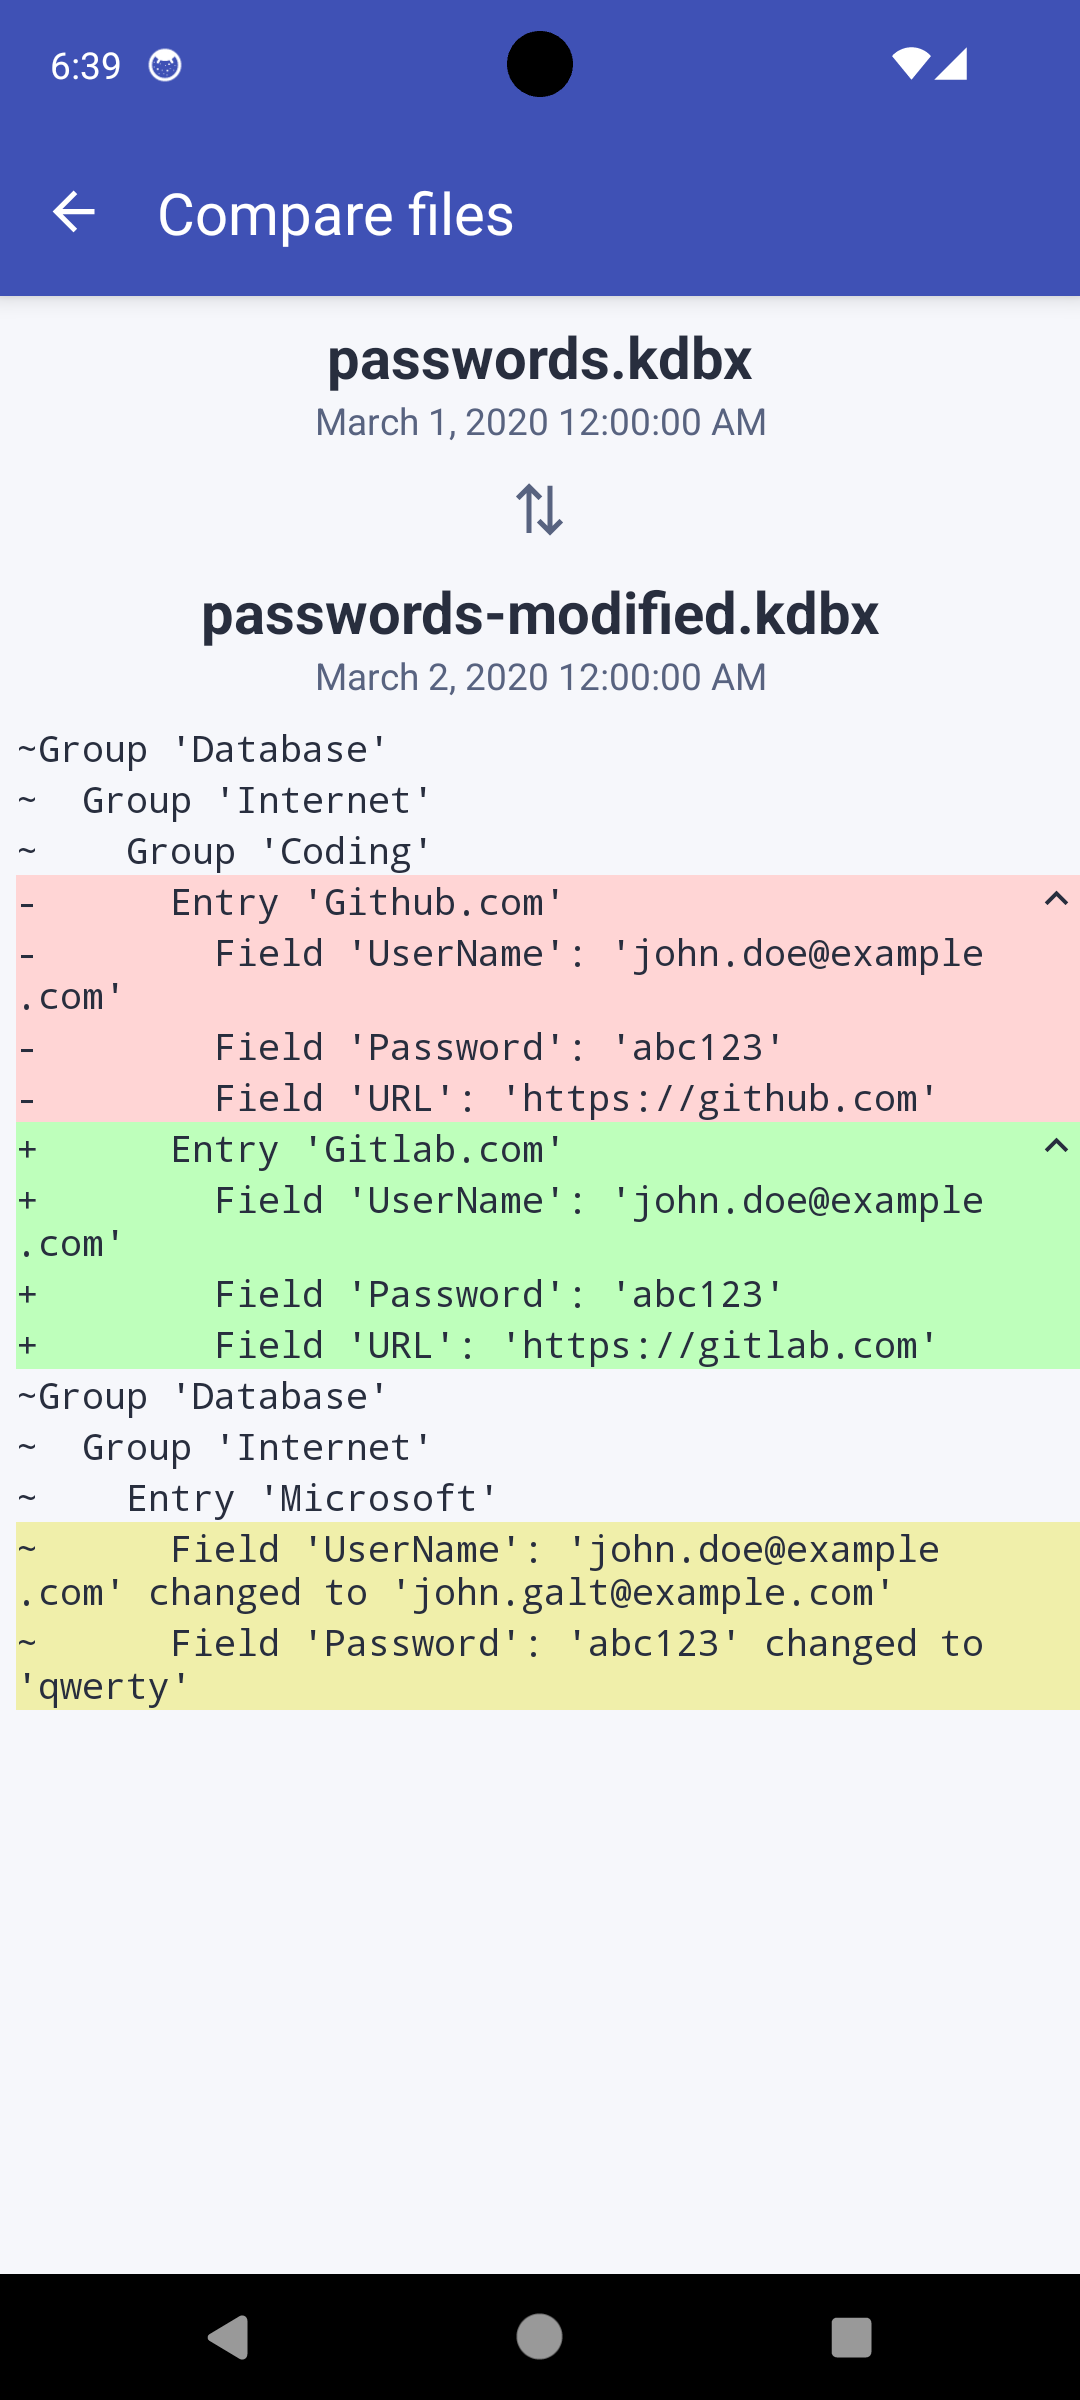 6:39
Compare files
passwords.kdbx
March 1, 2020 12:00:00 AM
passwords-modified.kdbx
March 2, 2020 12:00:00 AM
~Group 'Database'
~  Group 'Internet'
~    Group 'Coding'
-      Entry 'Github.com'
-        Field 'UserName': 'john.doe@example
.com'
-        Field 'Password': 'abc123'
-        Field 'URL': 'https://github.com'
+      Entry 'Gitlab.com'
+        Field 'UserName': 'john.doe@example
.com'
+        Field 'Password': 'abc123'
+        Field 'URL': 'https://gitlab.com'
~Group 'Database'
~  Group 'Internet'
~    Entry 'Microsoft'
~      Field 'UserName': 'john.doe@example
.com' changed to 'john.galt@example.com'
~      Field 'Password': 'abc123' changed to
'qwerty'